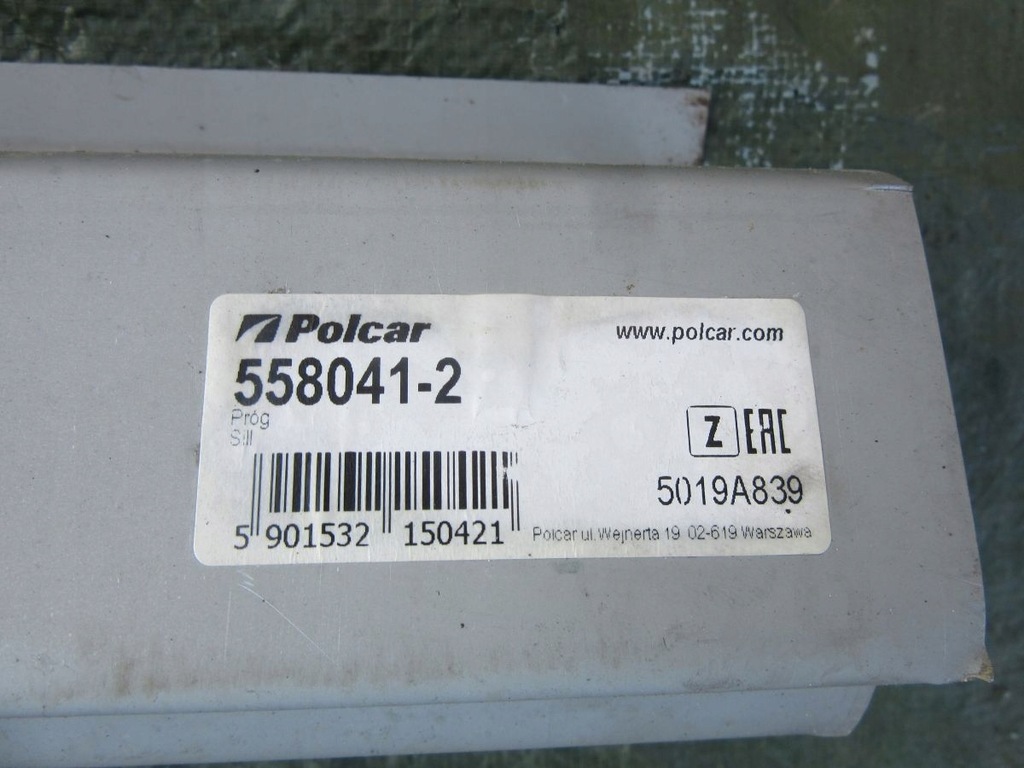 Polcar
www.polcar.com
558041-2
Próg
Sill
Z EAC
5019A839
5 901532 150421
Polcar ul. Wejnerta 19 02-619 Warszawa